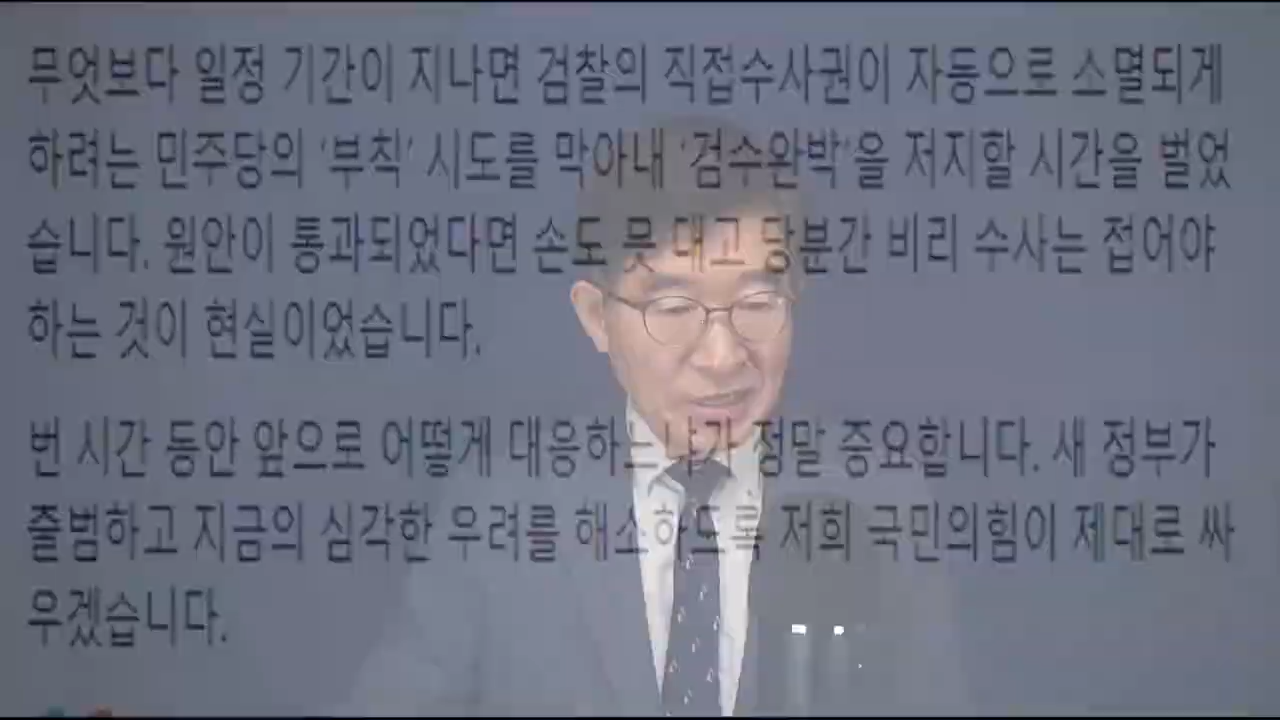 무엇보다 일정 기간이 지나면 검찰의 직접수사권이 자동으로 소멸되게
하려는 민주당의 '부칙' 시도를 막아내 '검수완박'을 저지할 시간을 벌었
습니다. 원안이 통과되었다면 손도 못 대고 당분간 비리 수사는 접어야
하는 것이 현실이었습니다.
번 시간 동안 앞으로 어떻게 대응하느냐가 정말 중요합니다. 새 정부가
출범하고 지금의 심각한 우려를 해소하도록 저희 국민의힘이 제대로 싸
우겠습니다.